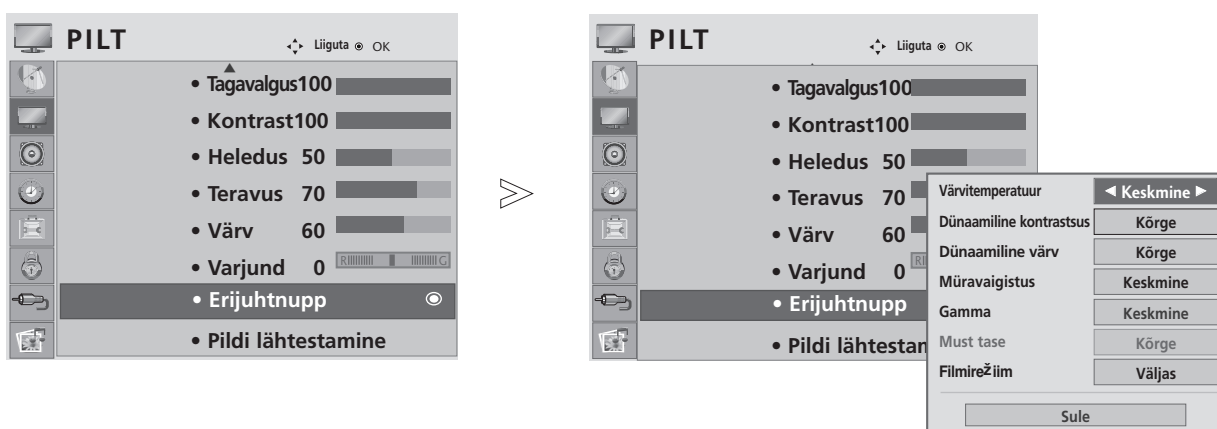 PILT
Liiguta OK
• Tagavalgus100
• Kontrast100
• Heledus 50
• Teravus 70
• Värv 60
• Varjund 0 R G
• Erijuhtnupp
• Pildi lähtestamine
PILT
Liiguta OK
• Tagavalgus100
• Kontrast100
• Heledus 50
• Teravus 70
• Värv 60
• Varjund 0
• Erijuhtnupp
• Pildi lähtestan
Värvitemperatuur ◄ Keskmine ►
Dünaamiline kontrastsus Kõrge
Dünaamiline värv Kõrge
Müravaigistus Keskmine
Gamma Keskmine
Must tase Kõrge
Filmirežiim Väljas
Sule